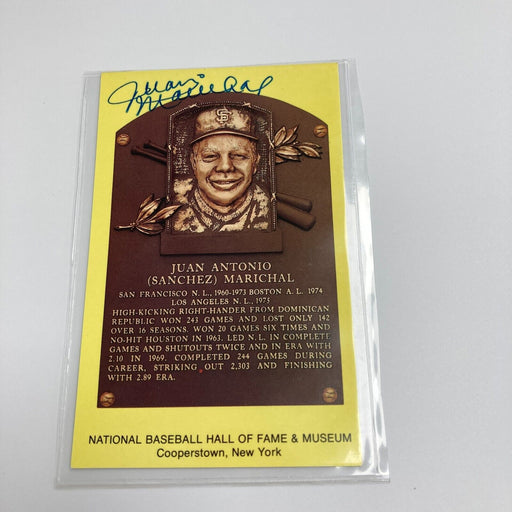 Juan Marichal
SF
JUAN ANTONIO
(SANCHEZ) MARICHAL
SAN FRANCISCO N. L., 1960-1973 BOSTON A. L. 1974
LOS ANGELES N. L., 1975
HIGH-KICKING RIGHT-HANDER FROM DOMINICAN
REPUBLIC WON 243 GAMES AND LOST ONLY 142
OVER 16 SEASONS. WON 20 GAMES SIX TIMES AND
NO-HIT HOUSTON IN 1963. LED N. L. IN COMPLETE
GAMES AND SHUTOUTS TWICE AND IN ERA WITH
2.10 IN 1969. COMPLETED 244 GAMES DURING
CAREER, STRIKING OUT 2,303 AND FINISHING
WITH 2.89 ERA.
NATIONAL BASEBALL HALL OF FAME & MUSEUM
Cooperstown, New York